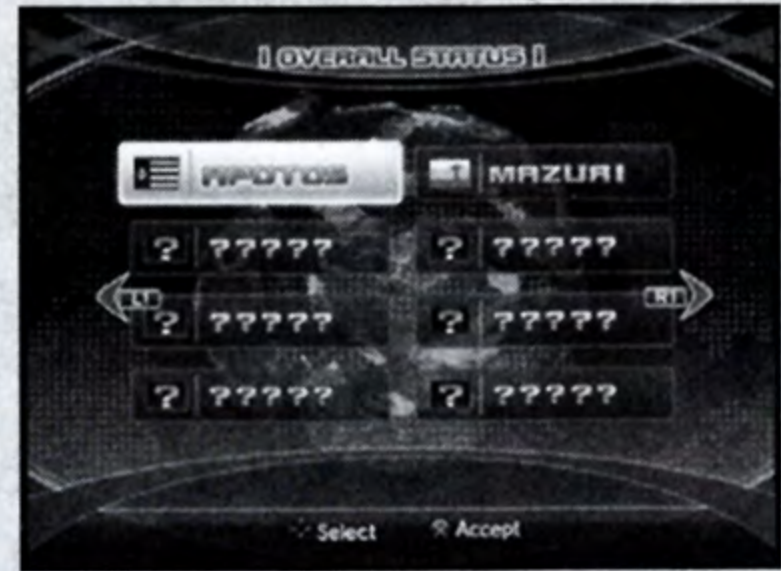 | OVERALL STATUS |
APOTOS
MAZURI
? ?????
? ?????
L1
R1
? ?????
? ?????
? ?????
? ?????
Select
Accept